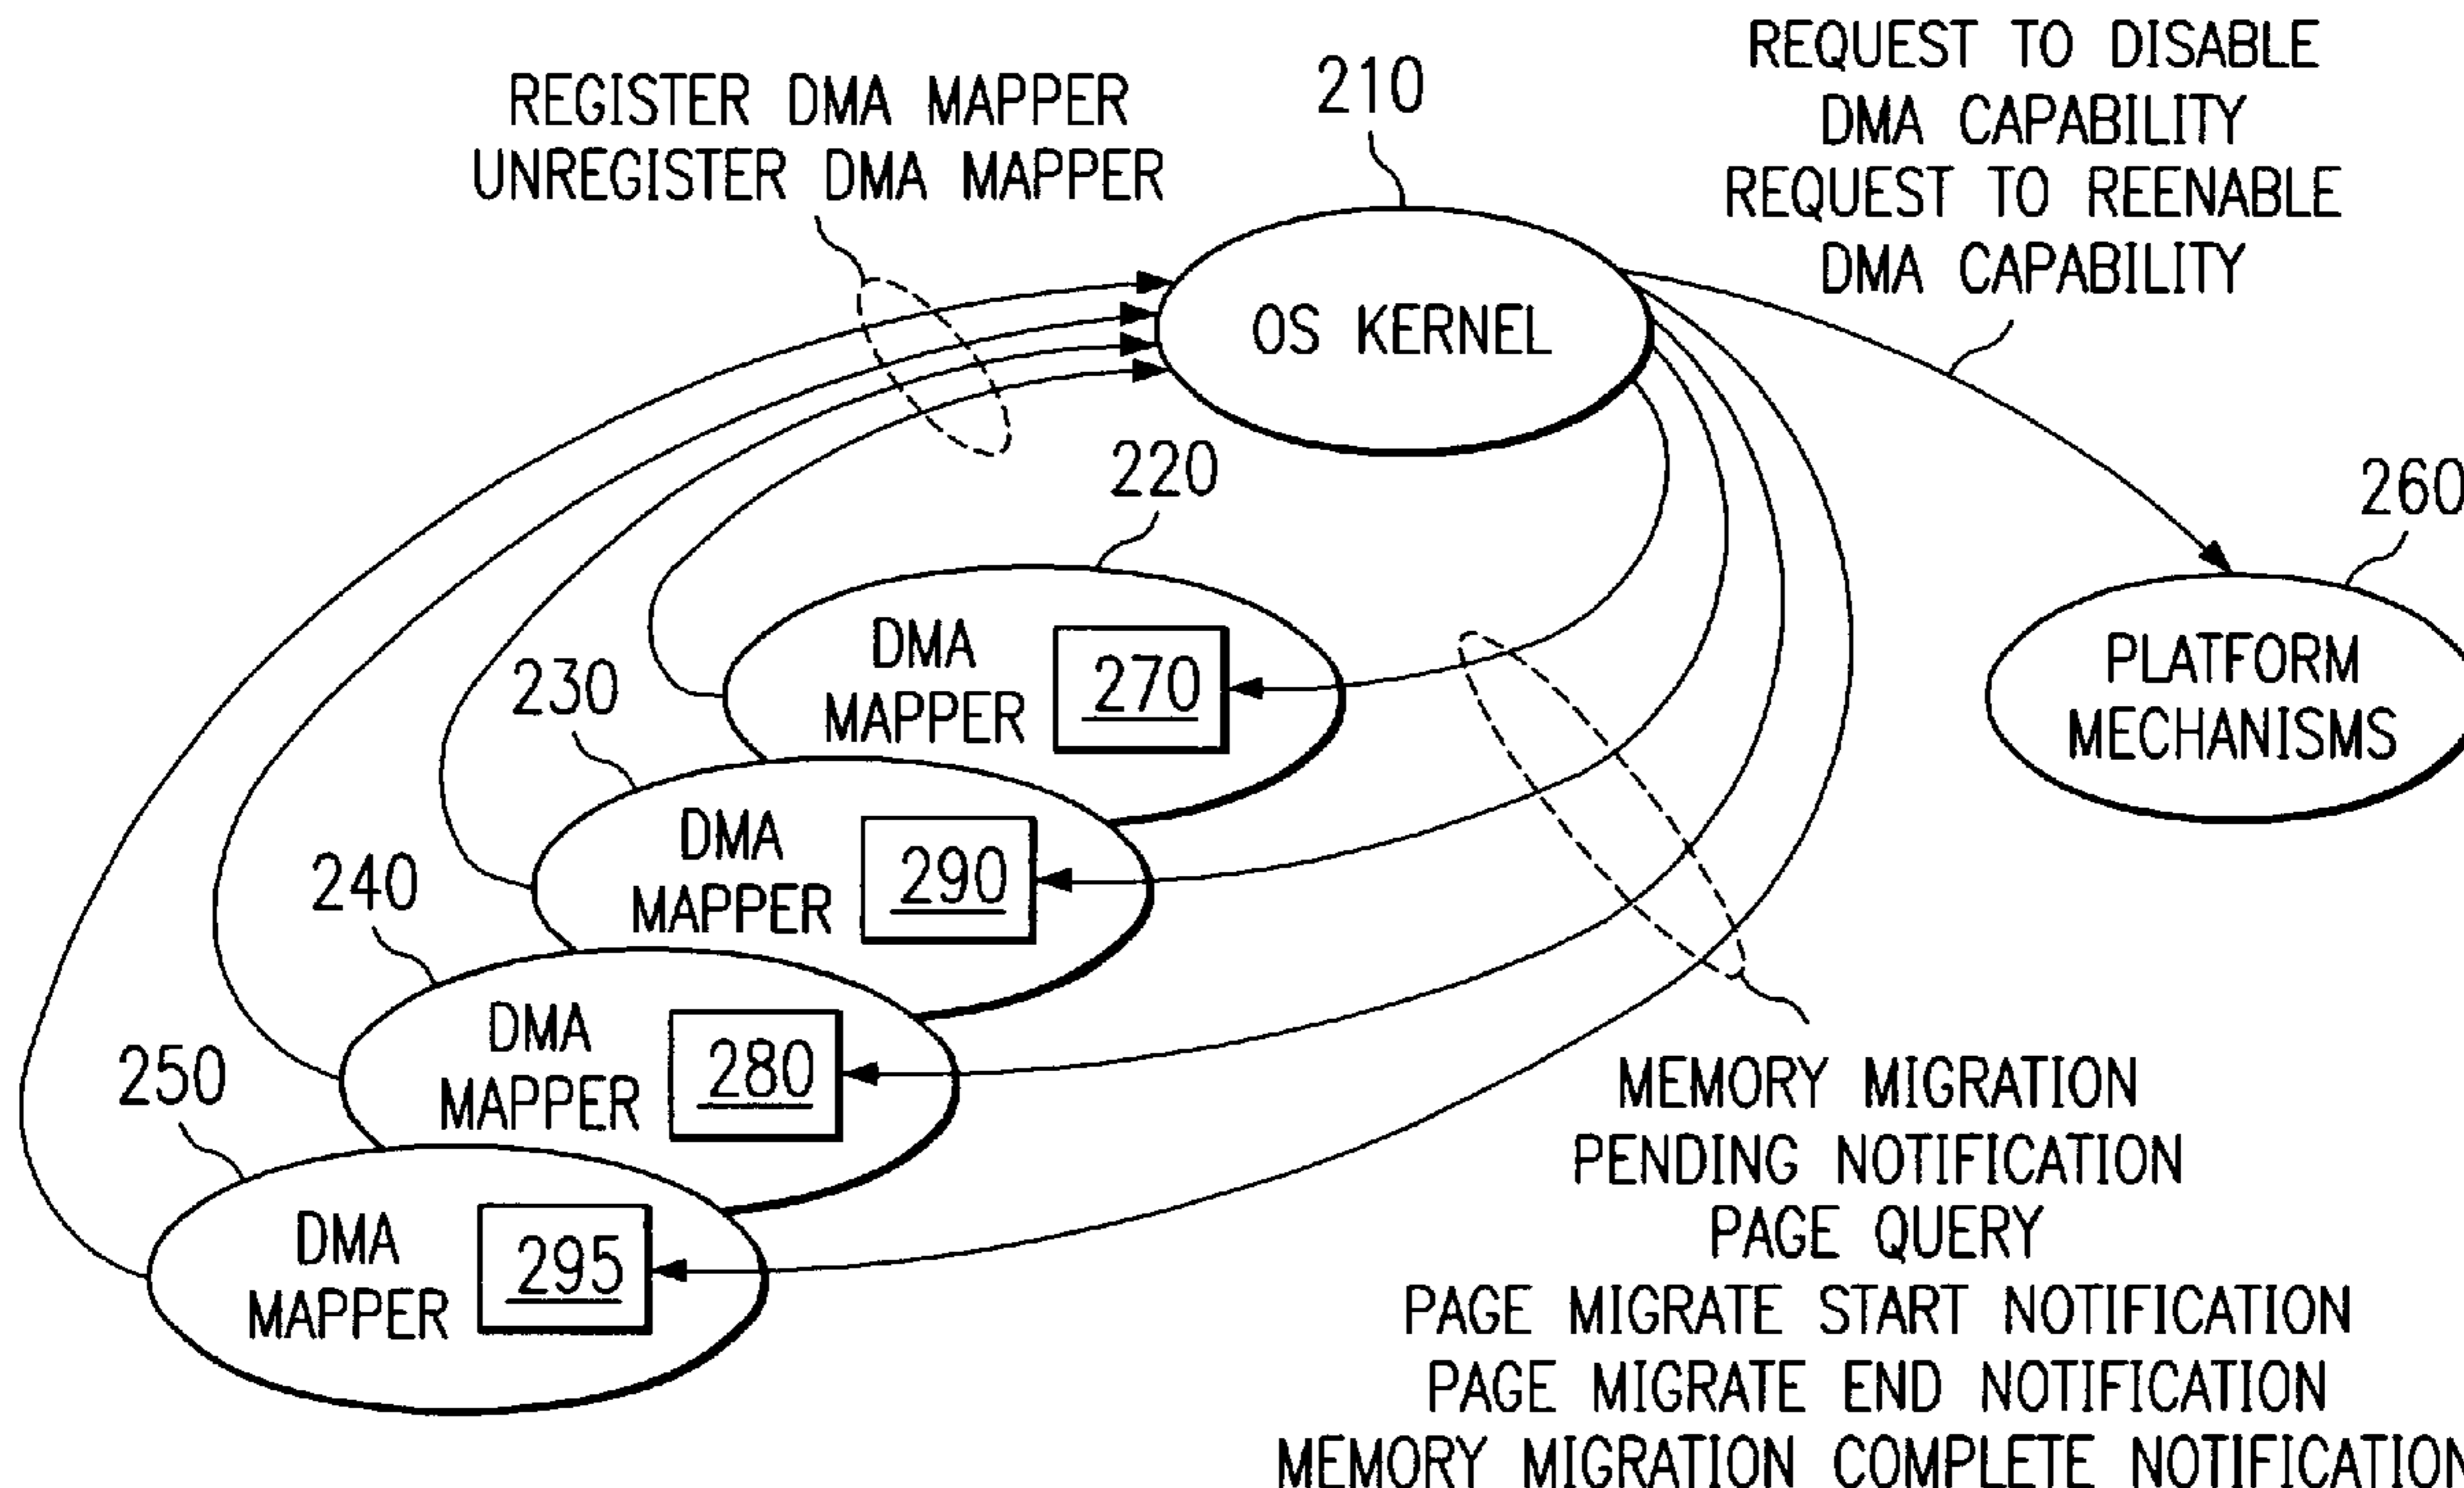 REGISTER DMA MAPPER
UNREGISTER DMA MAPPER
210
REQUEST TO DISABLE
DMA CAPABILITY
REQUEST TO REENABLE
DMA CAPABILITY
OS KERNEL
220
260
DMA
MAPPER
270
PLATFORM
MECHANISMS
230
DMA
MAPPER
290
240
DMA
MAPPER
280
250
DMA
MAPPER
295
MEMORY MIGRATION
PENDING NOTIFICATION
PAGE QUERY
PAGE MIGRATE START NOTIFICATION
PAGE MIGRATE END NOTIFICATION
MEMORY MIGRATION COMPLETE NOTIFICATION